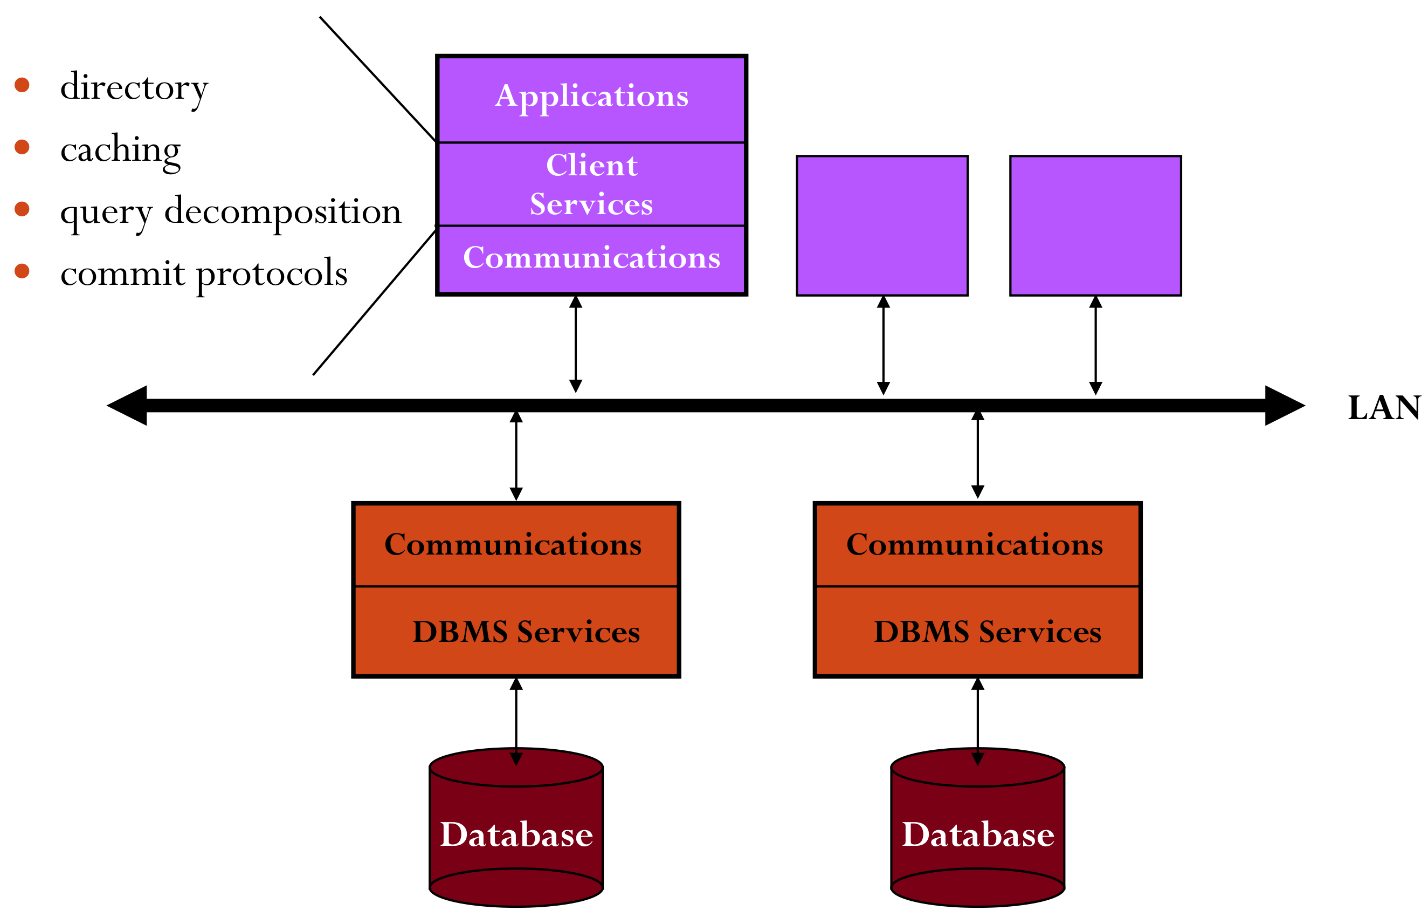 directory
caching
query decomposition
commit protocols
Applications
Client
Services
Communications
LAN
Communications
DBMS Services
Database
Communications
DBMS Services
Database